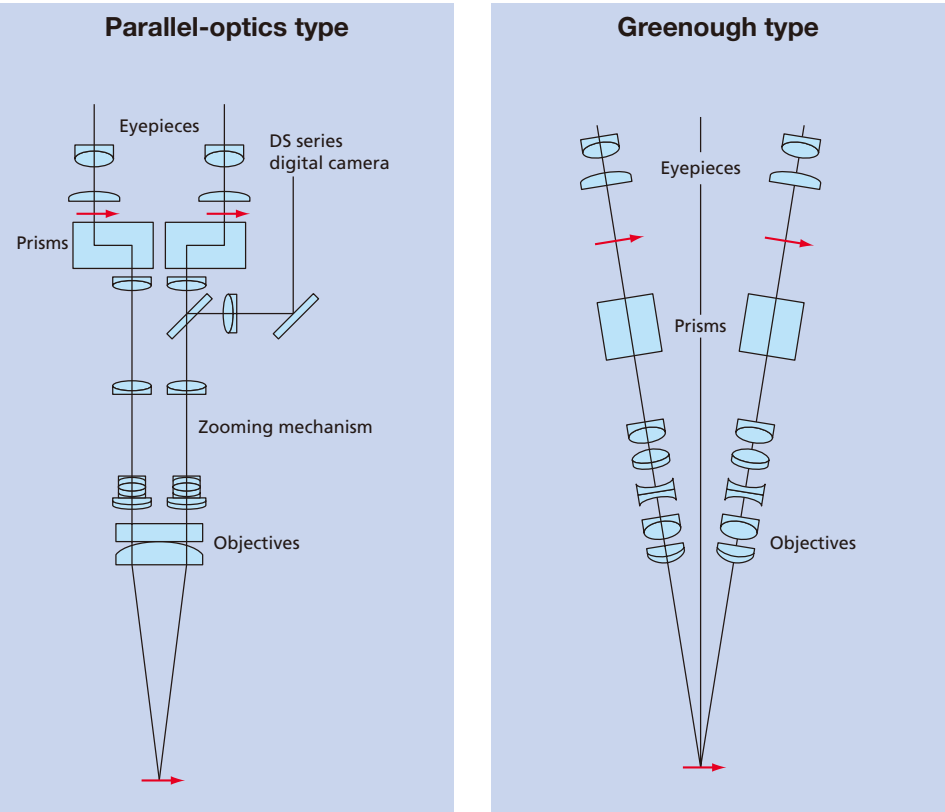 Parallel-optics type
Eyepieces
DS series
digital camera
Prisms
Zooming mechanism
Objectives
Greenough type
Eyepieces
Prisms
Objectives